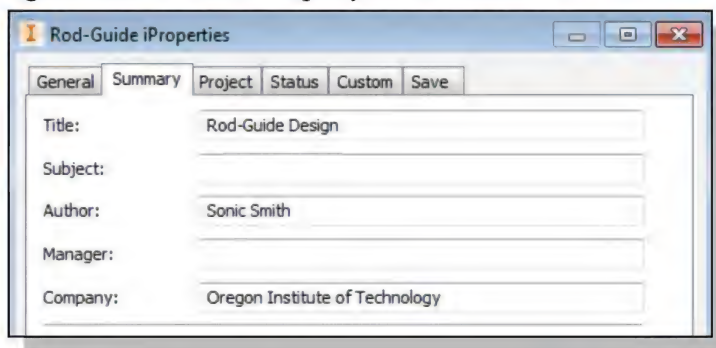 Rod-Guide iProperties
General Summary Project Status Custom Save
Title: Rod-Guide Design
Subject:
Author: Sonic Smith
Manager:
Company: Oregon Institute of Technology